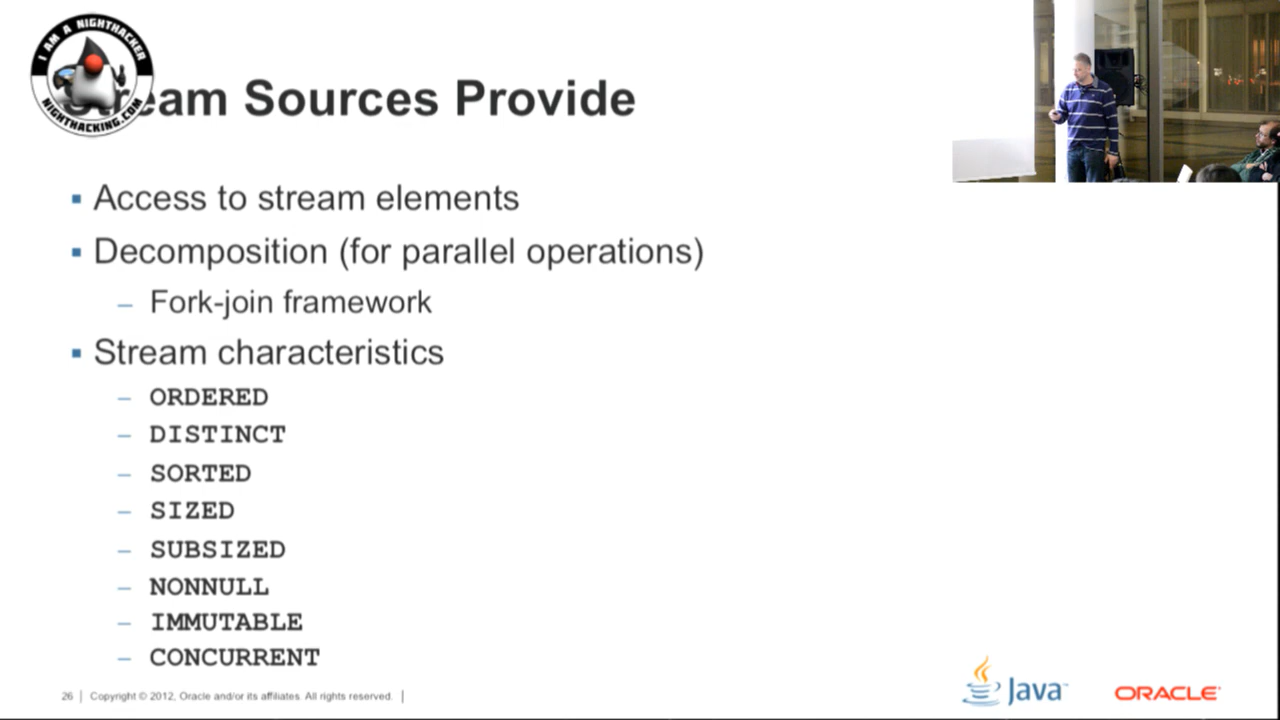 I AM A NIGHTHACKER
NIGHTHACKING.COM
eam Sources Provide
Access to stream elements
Decomposition (for parallel operations)
– Fork-join framework
Stream characteristics
– ORDERED
– DISTINCT
– SORTED
– SIZED
– SUBSIZED
– NONNULL
– IMMUTABLE
– CONCURRENT
26 | Copyright © 2012, Oracle and/or its affiliates. All rights reserved. |
Java™
ORACLE®